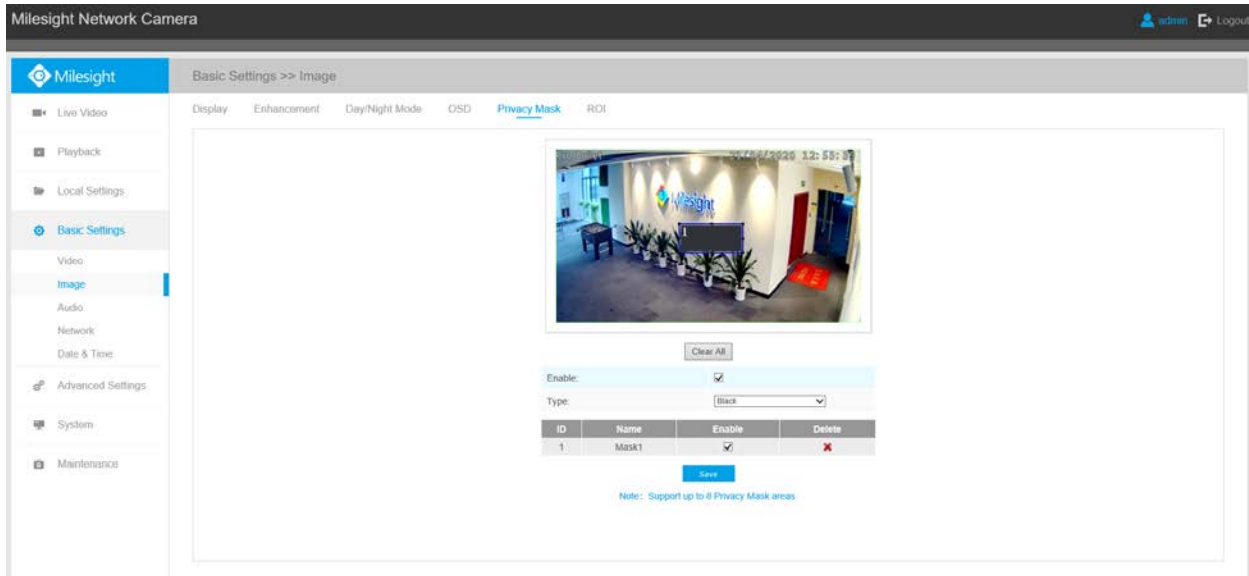 Milesight Network Camera
admin Logout
Milesight
Basic Settings >> Image
Live Video
Playback
Local Settings
Basic Settings
Video
Image
Audio
Network
Date & Time
Advanced Settings
System
Maintenance
Display Enhancement Day/Night Mode OSD Privacy Mask ROI
Milesight
1
Clear All
Enable:
Type: Black
ID Name Enable Delete
1 Mask1
Save
Note: Support up to 8 Privacy Mask areas